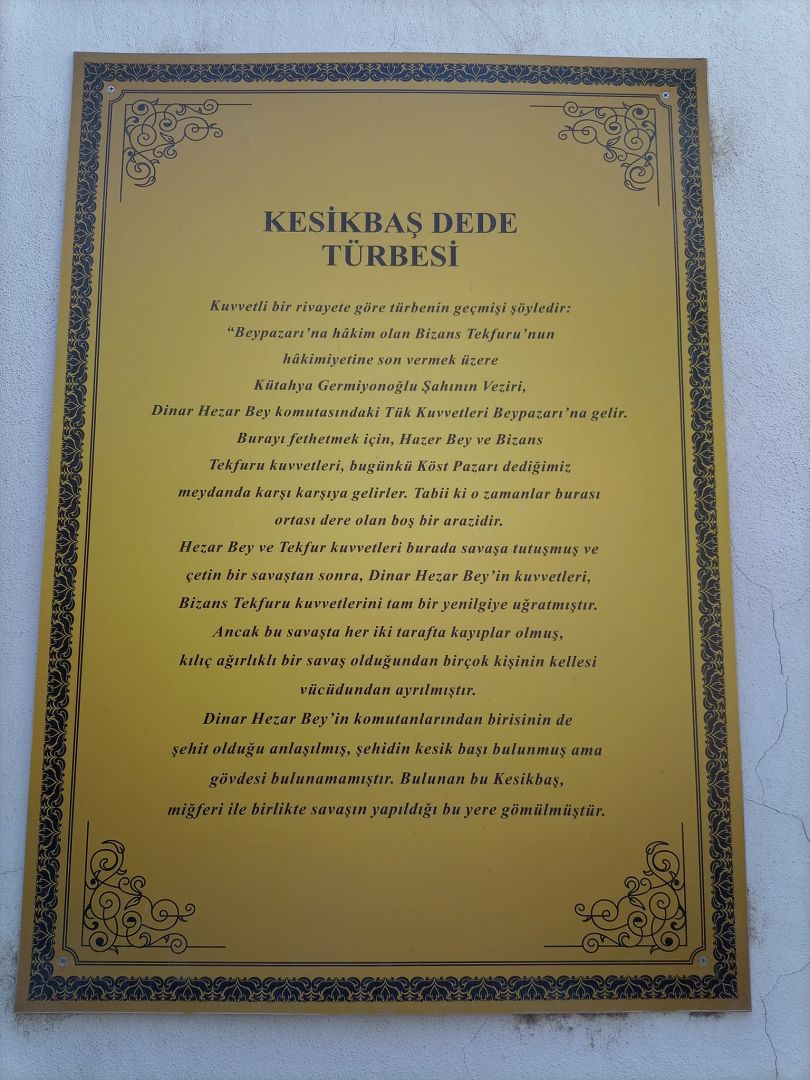 KESİKBAŞ DEDE
TÜRBESİ
Kuvvetli bir rivayete göre türbenin geçmişi şöyledir:
“Beypazarı’na hâkim olan Bizans Tekfuru’nun
hâkimiyetine son vermek üzere
Kütahya Germiyonoğlu Şahının Veziri,
Dinar Hezar Bey komutasındaki Tük Kuvvetleri Beypazarı’na gelir.
Burayı fethetmek için, Hazer Bey ve Bizans
Tekfuru kuvvetleri, bugünkü Köst Pazarı dediğimiz
meydanda karşı karşıya gelirler. Tabii ki o zamanlar burası
ortası dere olan boş bir arazidir.
Hezar Bey ve Tekfur kuvvetleri burada savaşa tutuşmuş ve
çetin bir savaştan sonra, Dinar Hezar Bey’in kuvvetleri,
Bizans Tekfuru kuvvetlerini tam bir yenilgiye uğratmıştır.
Ancak bu savaşta her iki tarafta kayıplar olmuş,
kılıç ağırlıklı bir savaş olduğundan birçok kişinin kellesi
vücüdundan ayrılmıştır.
Dinar Hezar Bey’in komutanlarından birisinin de
şehit olduğu anlaşılmış, şehidin kesik başı bulunmuş ama
gövdesi bulunamamıştır. Bulunan bu Kesikbaş,
miğferi ile birlikte savaşın yapıldığı bu yere gömülmüştür.